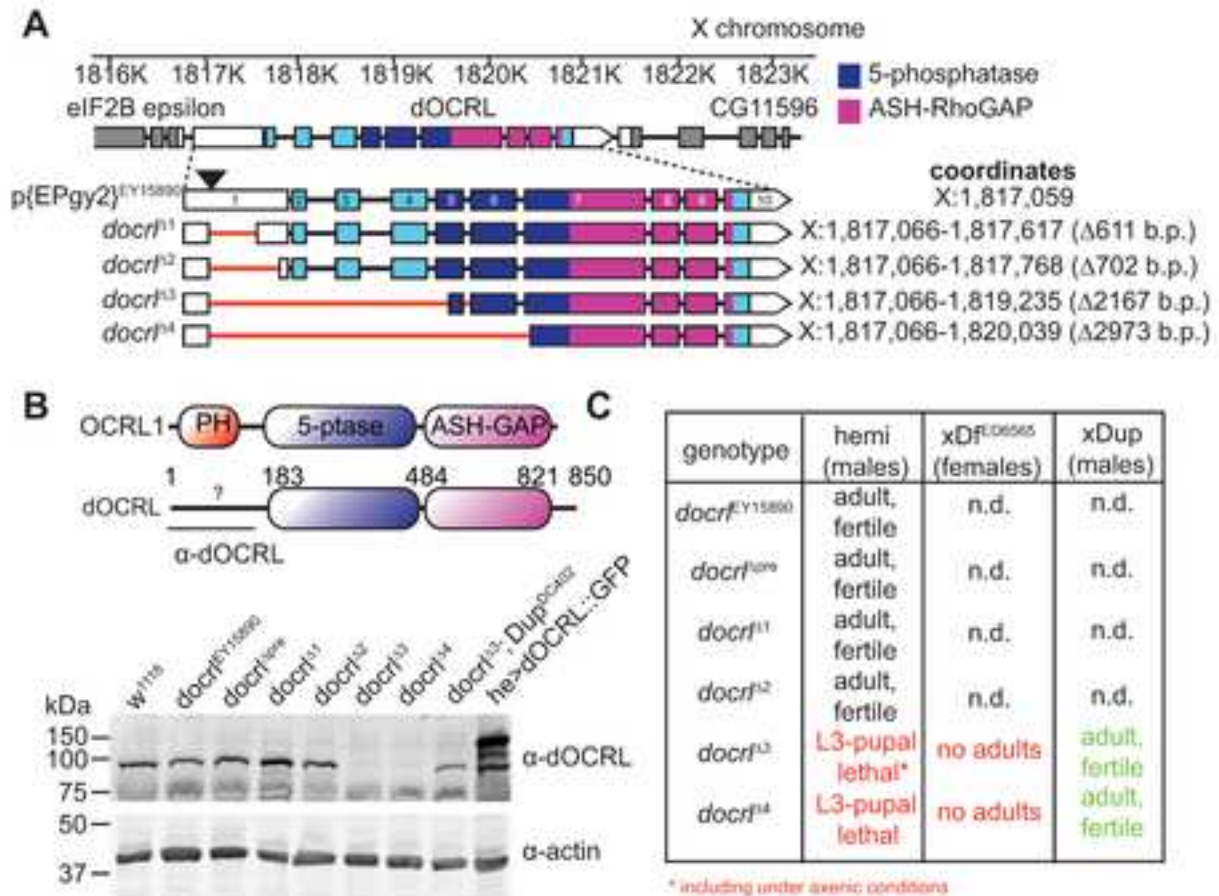 A
X chromosome
1816K 1817K 1818K 1819K 1820K 1821K 1822K 1823K
5-phosphatase
ASH-RhoGAP
eIF2B epsilon dOCRL CG11596
coordinates
p{EPgy2}EY15890 1 4 7 10 X:1,817,059
docrlΔ1 X:1,817,066-1,817,617 (Δ611 b.p.)
docrlΔ2 X:1,817,066-1,817,768 (Δ702 b.p.)
docrlΔ3 X:1,817,066-1,819,235 (Δ2167 b.p.)
docrlΔ4 X:1,817,066-1,820,039 (Δ2973 b.p.)
B
OCRL1 PH 5-ptase ASH-GAP
1 183 484 821 850
?
dOCRL
α-dOCRL
w1118 docrlEY15890 docrlΔpre docrlΔ1 docrlΔ2 docrlΔ3 docrlΔ4 docrlΔ3-, DupDC402 he>dOCRL::GFP
kDa
150
100 α-dOCRL
75
50
α-actin
37
C
genotype hemi (males) xDfED6565 (females) xDup (males)
docrlEY15890 adult, fertile n.d. n.d.
docrlΔpre adult, fertile n.d. n.d.
docrlΔ1 adult, fertile n.d. n.d.
docrlΔ2 adult, fertile n.d. n.d.
docrlΔ3 L3-pupal lethal* no adults adult, fertile
docrlΔ4 L3-pupal lethal no adults adult, fertile
* including under axenic conditions